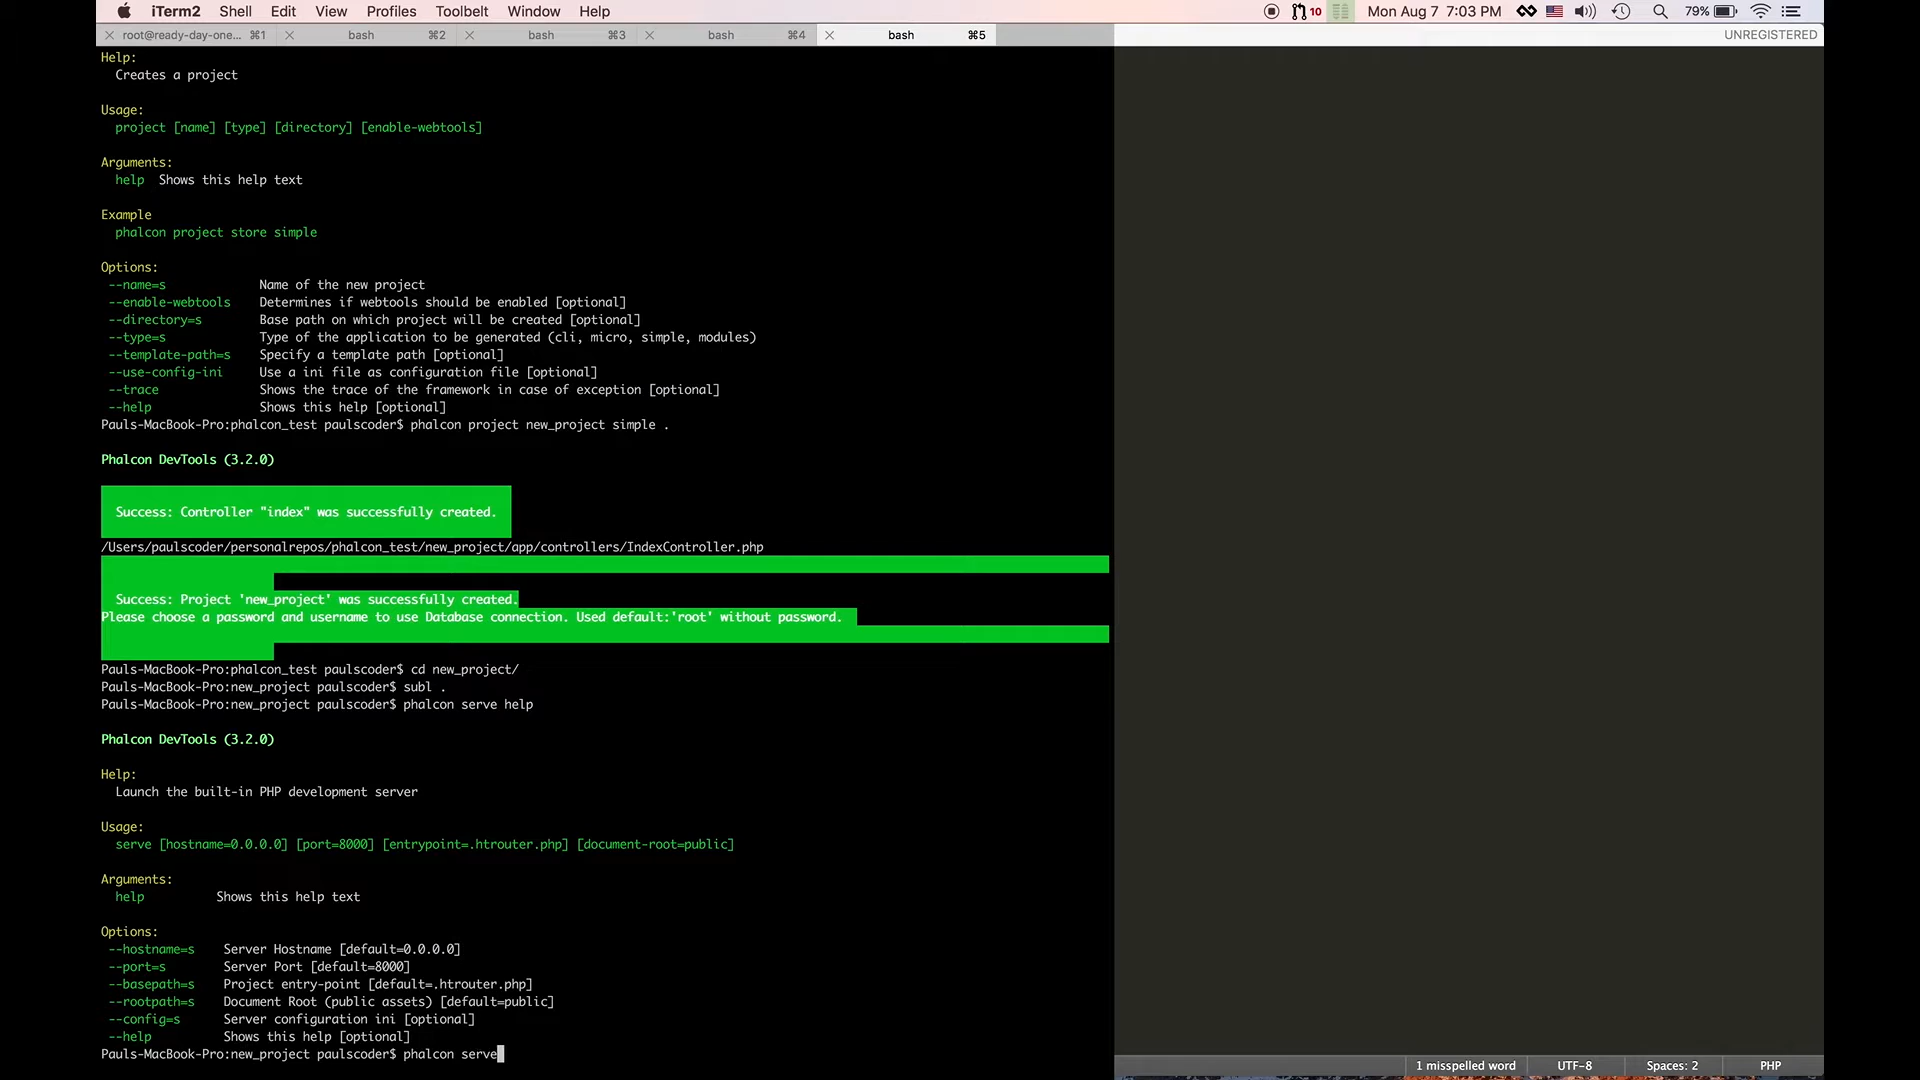 iTerm2 Shell Edit View Profiles Toolbelt Window Help 10 Mon Aug 7 7:03 PM 79%
root@ready-day-one... ⌘1 bash ⌘2 bash ⌘3 bash ⌘4 bash ⌘5 UNREGISTERED
Help:
Creates a project
Usage:
project [name] [type] [directory] [enable-webtools]
Arguments:
help Shows this help text
Example
phalcon project store simple
Options:
--name=s Name of the new project
--enable-webtools Determines if webtools should be enabled [optional]
--directory=s Base path on which project will be created [optional]
--type=s Type of the application to be generated (cli, micro, simple, modules)
--template-path=s Specify a template path [optional]
--use-config-ini Use a ini file as configuration file [optional]
--trace Shows the trace of the framework in case of exception [optional]
--help Shows this help [optional]
Pauls-MacBook-Pro:phalcon_test paulscoder$ phalcon project new_project simple .
Phalcon DevTools (3.2.0)
Success: Controller "index" was successfully created.
/Users/paulscoder/personalrepos/phalcon_test/new_project/app/controllers/IndexController.php
Success: Project 'new_project' was successfully created.
Please choose a password and username to use Database connection. Used default:'root' without password.
Pauls-MacBook-Pro:phalcon_test paulscoder$ cd new_project/
Pauls-MacBook-Pro:new_project paulscoder$ subl .
Pauls-MacBook-Pro:new_project paulscoder$ phalcon serve help
Phalcon DevTools (3.2.0)
Help:
Launch the built-in PHP development server
Usage:
serve [hostname=0.0.0.0] [port=8000] [entrypoint=.htrouter.php] [document-root=public]
Arguments:
help Shows this help text
Options:
--hostname=s Server Hostname [default=0.0.0.0]
--port=s Server Port [default=8000]
--basepath=s Project entry-point [default=.htrouter.php]
--rootpath=s Document Root (public assets) [default=public]
--config=s Server configuration ini [optional]
--help Shows this help [optional]
Pauls-MacBook-Pro:new_project paulscoder$ phalcon serve
1 misspelled word UTF-8 Spaces: 2 PHP